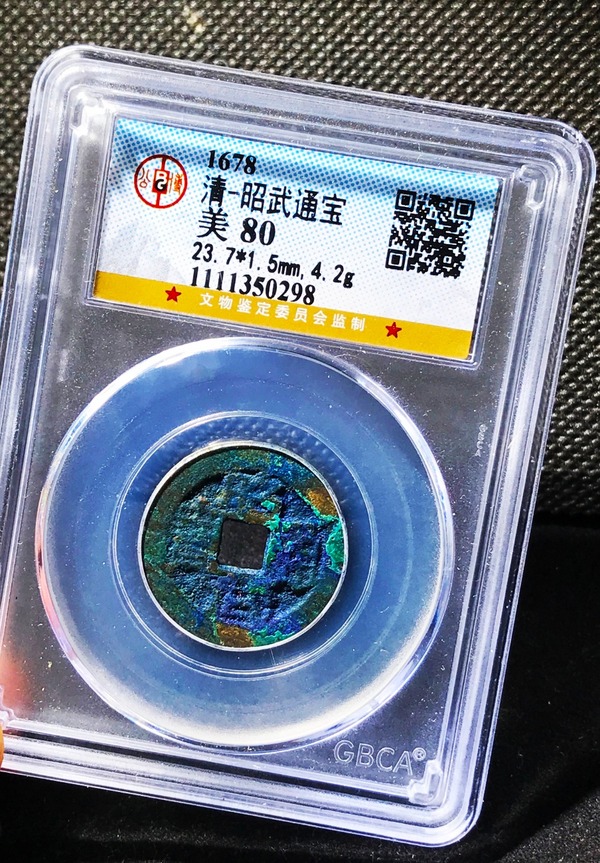 1678
清-昭武通宝
美 80
23.7*1.5mm,4.2g
1111350298
文物鉴定委员会监制
GBCA®